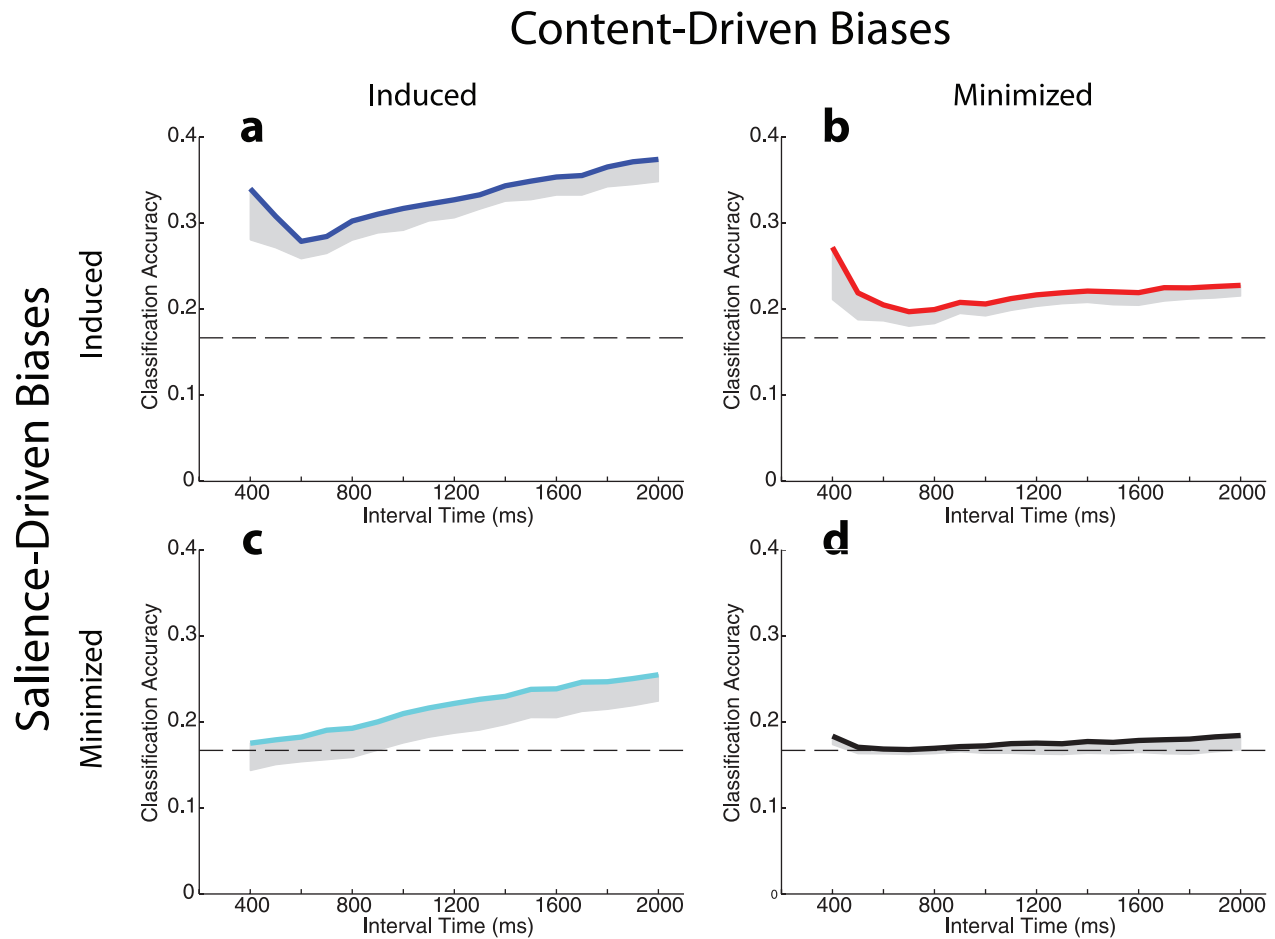 Content-Driven Biases
Induced
Minimized
Salience-Driven Biases
Induced
Minimized
a
0.4
0.3
0.2
0.1
0
Classification Accuracy
400 800 1200 1600 2000
Interval Time (ms)
b
0.4
0.3
0.2
0.1
0
Classification Accuracy
400 800 1200 1600 2000
Interval Time (ms)
c
0.4
0.3
0.2
0.1
0
Classification Accuracy
400 800 1200 1600 2000
Interval Time (ms)
d
0.4
0.3
0.2
0.1
0
Classification Accuracy
400 800 1200 1600 2000
Interval Time (ms)